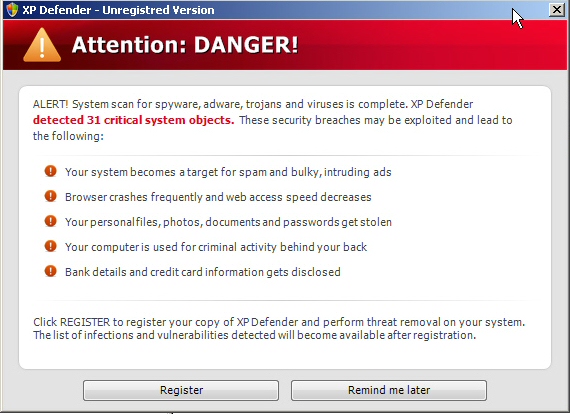 XP Defender - Unregistred Version
Attention: DANGER!
ALERT! System scan for spyware, adware, trojans and viruses is complete. XP Defender
detected 31 critical system objects. These security breaches may be exploited and lead to
the following:
Your system becomes a target for spam and bulky, intruding ads
Browser crashes frequently and web access speed decreases
Your personal files, photos, documents and passwords get stolen
Your computer is used for criminal activity behind your back
Bank details and credit card information gets disclosed
Click REGISTER to register your copy of XP Defender and perform threat removal on your system.
The list of infections and vulnerabilities detected will become available after registration.
Register
Remind me later